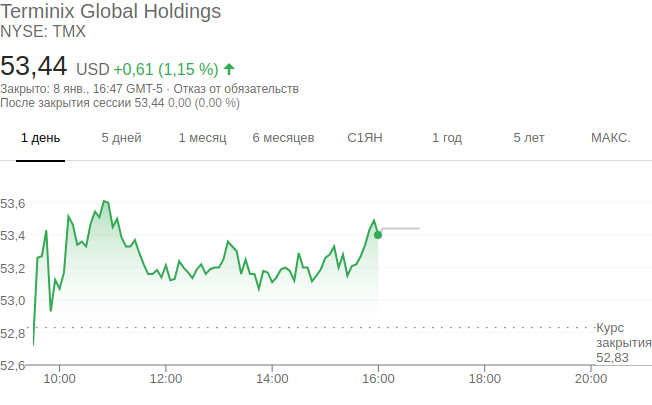 Terminix Global Holdings
NYSE: TMX
53,44 USD +0,61 (1,15 %)
Закрыто: 8 янв., 16:47 GMT-5 · Отказ от обязательств
После закрытия сессии 53,44 0,00 (0,00 %)
1 день 5 дней 1 месяц 6 месяцев С1ЯН 1 год 5 лет МАКС.
53,6
53,4
53,2
53,0
52,8
Курс
закрытия
52,83
52,6
10:00 12:00 14:00 16:00 18:00 20:00